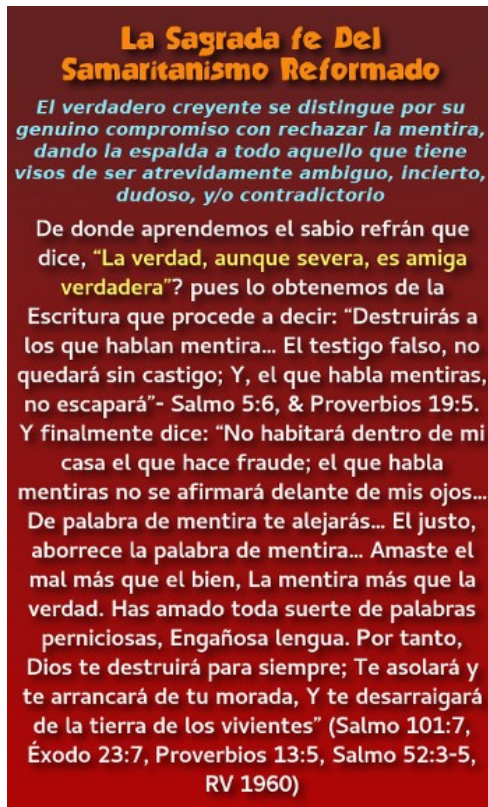 La Sagrada fe Del
Samaritanismo Reformado
El verdadero creyente se distingue por su
genuino compromiso con rechazar la mentira,
dando la espalda a todo aquello que tiene
visos de ser atrevidamente ambiguo, incierto,
dudoso, y/o contradictorio
De donde aprendemos el sabio refrán que
dice, “La verdad, aunque severa, es amiga
verdadera”? pues lo obtenemos de la
Escritura que procede a decir: “Destruirás a
los que hablan mentira... El testigo falso, no
quedará sin castigo; Y, el que habla mentiras,
no escapará”- Salmo 5:6, & Proverbios 19:5.
Y finalmente dice: “No habitará dentro de mi
casa el que hace fraude; el que habla
mentiras no se afirmará delante de mis ojos...
De palabra de mentira te alejarás... El justo,
aborrece la palabra de mentira... Amaste el
mal más que el bien, La mentira más que la
verdad. Has amado toda suerte de palabras
perniciosas, Engañosa lengua. Por tanto,
Dios te destruirá para siempre; Te asolará y
te arrancará de tu morada, Y te desarraigará
de la tierra de los vivientes” (Salmo 101:7,
Éxodo 23:7, Proverbios 13:5, Salmo 52:3-5,
RV 1960)